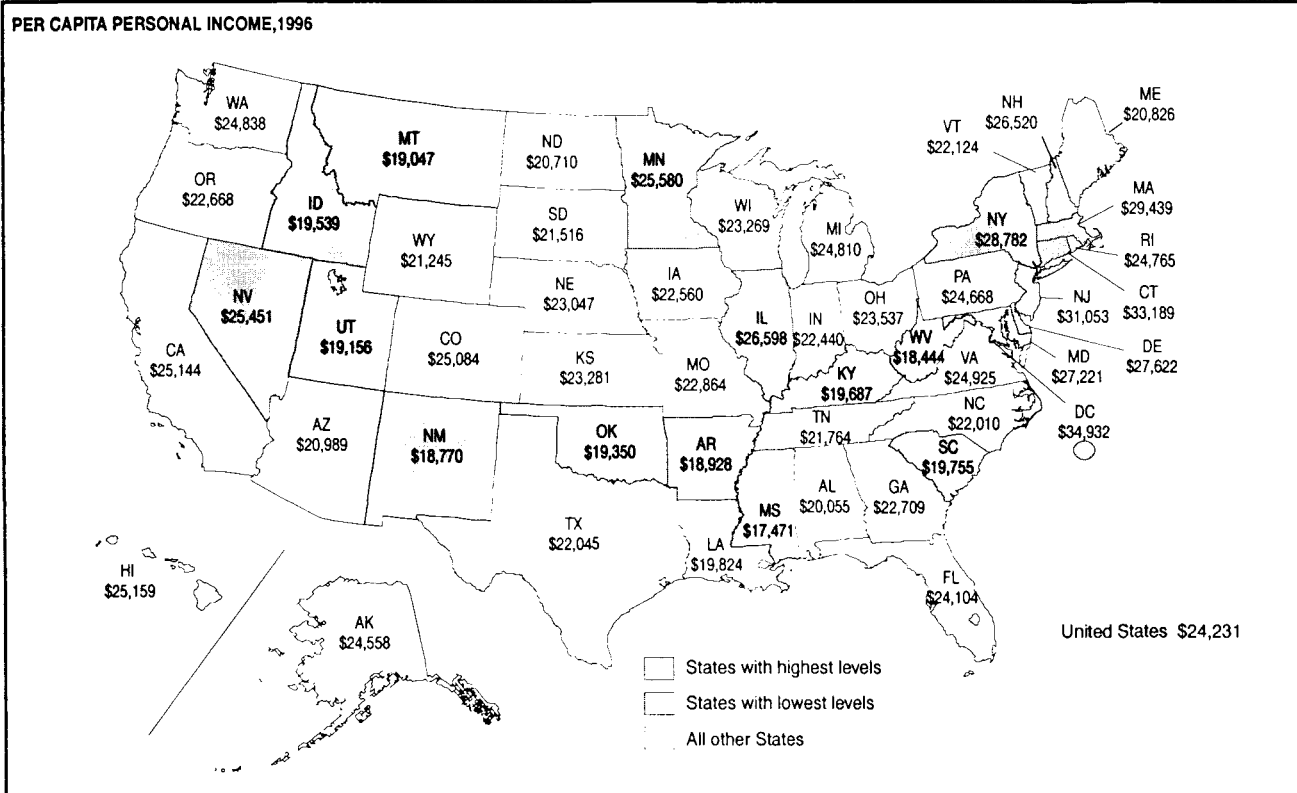 PER CAPITA PERSONAL INCOME,1996
WA
$24,838
OR
$22,668
CA
$25,144
NV
$25,451
ID
$19,539
MT
$19,047
WY
$21,245
UT
$19,156
AZ
$20,989
CO
$25,084
NM
$18,770
ND
$20,710
SD
$21,516
NE
$23,047
KS
$23,281
OK
$19,350
TX
$22,045
MN
$25,580
IA
$22,560
MO
$22,864
AR
$18,928
LA
$19,824
WI
$23,269
IL
$26,598
MI
$24,810
IN
$22,440
OH
$23,537
KY
$19,687
TN
$21,764
MS
$17,471
AL
$20,055
GA
$22,709
FL
$24,104
SC
$19,755
NC
$22,010
VA
$24,925
WV
$18,444
PA
$24,668
NY
$28,782
VT
$22,124
NH
$26,520
ME
$20,826
MA
$29,439
RI
$24,765
CT
$33,189
NJ
$31,053
DE
$27,622
MD
$27,221
DC
$34,932
HI
$25,159
AK
$24,558
United States $24,231
States with highest levels
States with lowest levels
All other States